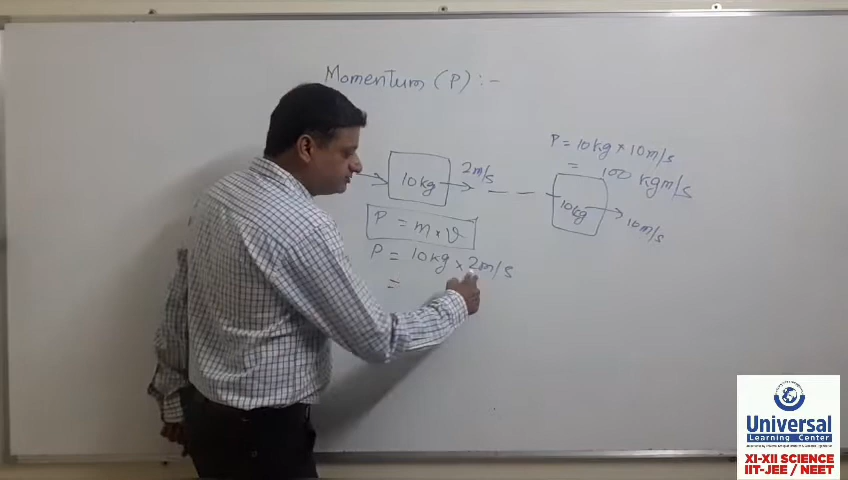 Momentum (P) :-
10kg
2m/s
P = m × v
P = 10kg × 2m/s
=
P = 10kg × 10m/s
= 100 kgm/s
10kg
10m/s
Universal
Learning Center
XI-XII SCIENCE
IIT-JEE / NEET